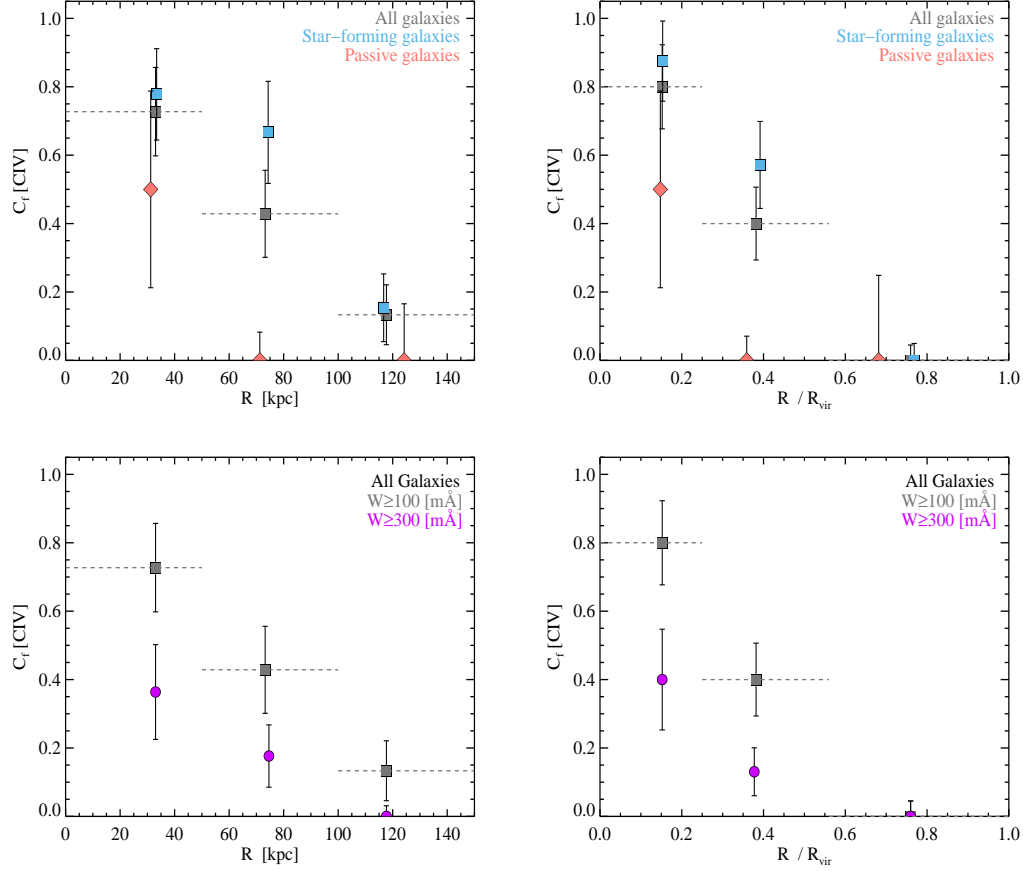 All galaxies
Star−forming galaxies
Passive galaxies
C_f [CIV]
1.0
0.8
0.6
0.4
0.2
0.0
0 20 40 60 80 100 120 140
R [kpc]
All galaxies
Star−forming galaxies
Passive galaxies
C_f [CIV]
1.0
0.8
0.6
0.4
0.2
0.0
0.0 0.2 0.4 0.6 0.8 1.0
R / R_vir
All Galaxies
W≥100 [mÅ]
W≥300 [mÅ]
C_f [CIV]
1.0
0.8
0.6
0.4
0.2
0.0
0 20 40 60 80 100 120 140
R [kpc]
All Galaxies
W≥100 [mÅ]
W≥300 [mÅ]
C_f [CIV]
1.0
0.8
0.6
0.4
0.2
0.0
0.0 0.2 0.4 0.6 0.8 1.0
R / R_vir